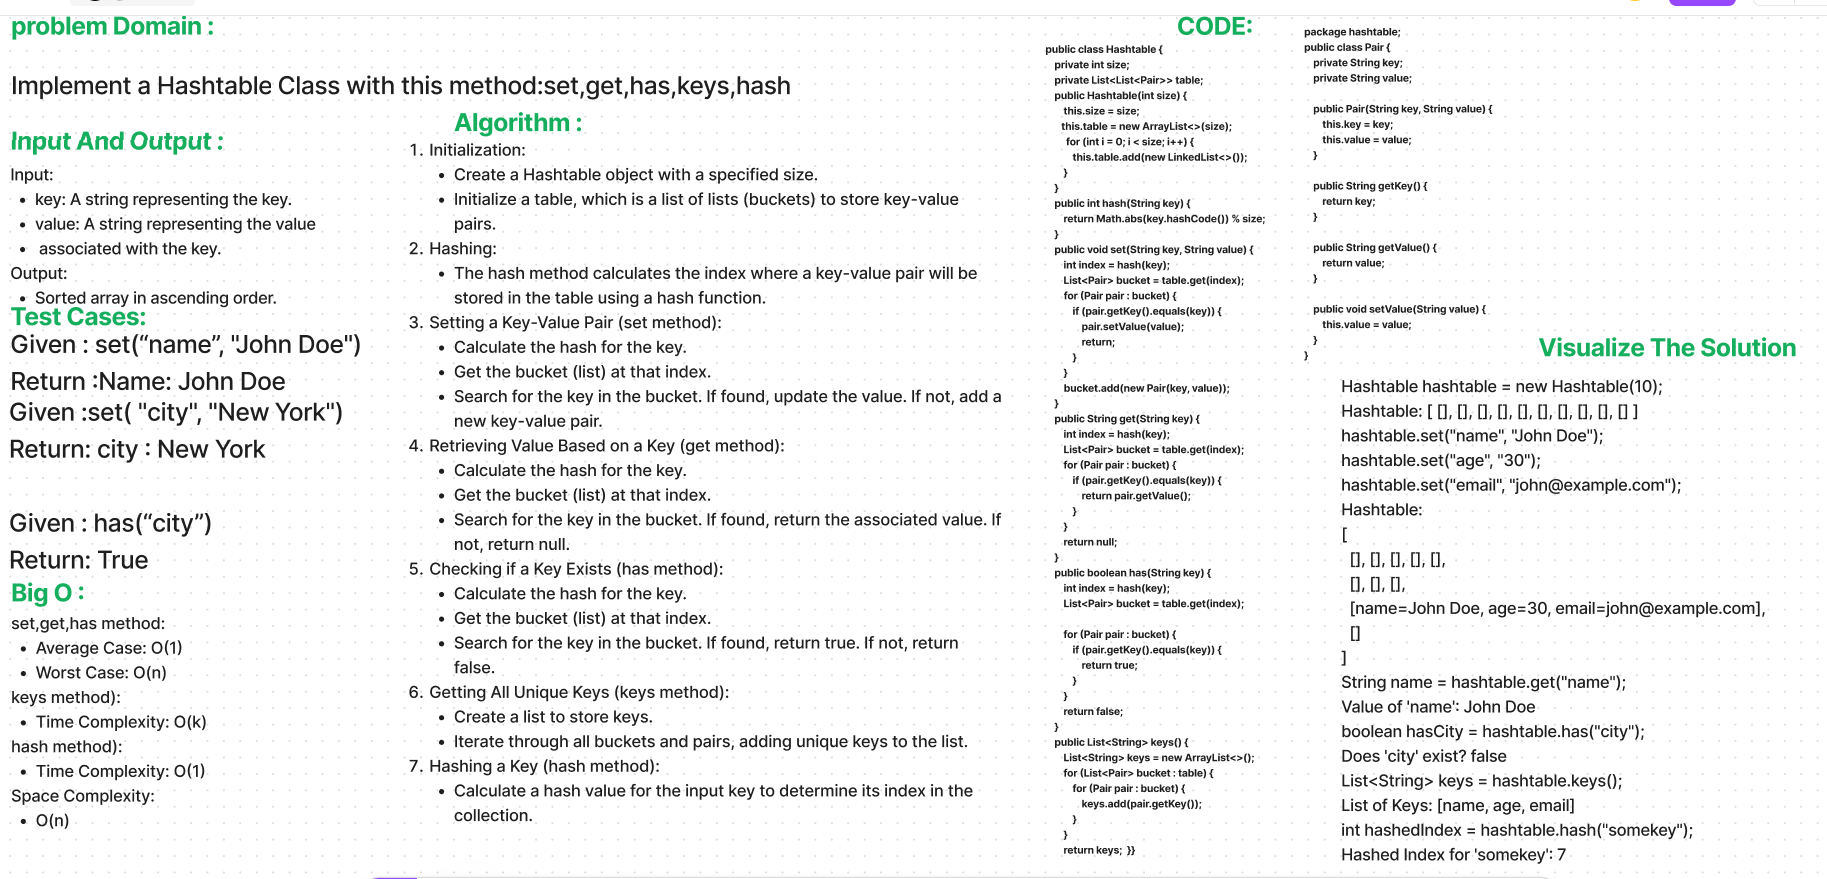 problem Domain :
Implement a Hashtable Class with this method:set,get,has,keys,hash
Input And Output :
Input:
• key: A string representing the key.
• value: A string representing the value
• associated with the key.
Output:
• Sorted array in ascending order.
Test Cases:
Given : set(“name”, "John Doe")
Return :Name: John Doe
Given :set( "city", "New York")
Return: city : New York
Given : has(“city”)
Return: True
Big O :
set,get,has method:
• Average Case: O(1)
• Worst Case: O(n)
keys method):
• Time Complexity: O(k)
hash method):
• Time Complexity: O(1)
Space Complexity:
• O(n)
Algorithm :
1. Initialization:
• Create a Hashtable object with a specified size.
• Initialize a table, which is a list of lists (buckets) to store key-value
pairs.
2. Hashing:
• The hash method calculates the index where a key-value pair will be
stored in the table using a hash function.
3. Setting a Key-Value Pair (set method):
• Calculate the hash for the key.
• Get the bucket (list) at that index.
• Search for the key in the bucket. If found, update the value. If not, add a
new key-value pair.
4. Retrieving Value Based on a Key (get method):
• Calculate the hash for the key.
• Get the bucket (list) at that index.
• Search for the key in the bucket. If found, return the associated value. If
not, return null.
5. Checking if a Key Exists (has method):
• Calculate the hash for the key.
• Get the bucket (list) at that index.
• Search for the key in the bucket. If found, return true. If not, return
false.
6. Getting All Unique Keys (keys method):
• Create a list to store keys.
• Iterate through all buckets and pairs, adding unique keys to the list.
7. Hashing a Key (hash method):
• Calculate a hash value for the input key to determine its index in the
collection.
CODE:
public class Hashtable {
private int size;
private List<List<Pair>> table;
public Hashtable(int size) {
this.size = size;
this.table = new ArrayList<>(size);
for (int i = 0; i < size; i++) {
this.table.add(new LinkedList<>());
}
}
public int hash(String key) {
return Math.abs(key.hashCode()) % size;
}
public void set(String key, String value) {
int index = hash(key);
List<Pair> bucket = table.get(index);
for (Pair pair : bucket) {
if (pair.getKey().equals(key)) {
pair.setValue(value);
return;
}
}
bucket.add(new Pair(key, value));
}
public String get(String key) {
int index = hash(key);
List<Pair> bucket = table.get(index);
for (Pair pair : bucket) {
if (pair.getKey().equals(key)) {
return pair.getValue();
}
}
return null;
}
public boolean has(String key) {
int index = hash(key);
List<Pair> bucket = table.get(index);
for (Pair pair : bucket) {
if (pair.getKey().equals(key)) {
return true;
}
}
return false;
}
public List<String> keys() {
List<String> keys = new ArrayList<>();
for (List<Pair> bucket : table) {
for (Pair pair : bucket) {
keys.add(pair.getKey());
}
}
return keys; }}
package hashtable;
public class Pair {
private String key;
private String value;
public Pair(String key, String value) {
this.key = key;
this.value = value;
}
public String getKey() {
return key;
}
public String getValue() {
return value;
}
public void setValue(String value) {
this.value = value;
}
}
Visualize The Solution
Hashtable hashtable = new Hashtable(10);
Hashtable: [ [], [], [], [], [], [], [], [], [], [] ]
hashtable.set("name", "John Doe");
hashtable.set("age", "30");
hashtable.set("email", "john@example.com");
Hashtable:
[
[], [], [], [], [],
[], [], [],
[name=John Doe, age=30, email=john@example.com],
[]
]
String name = hashtable.get("name");
Value of 'name': John Doe
boolean hasCity = hashtable.has("city");
Does 'city' exist? false
List<String> keys = hashtable.keys();
List of Keys: [name, age, email]
int hashedIndex = hashtable.hash("somekey");
Hashed Index for 'somekey': 7